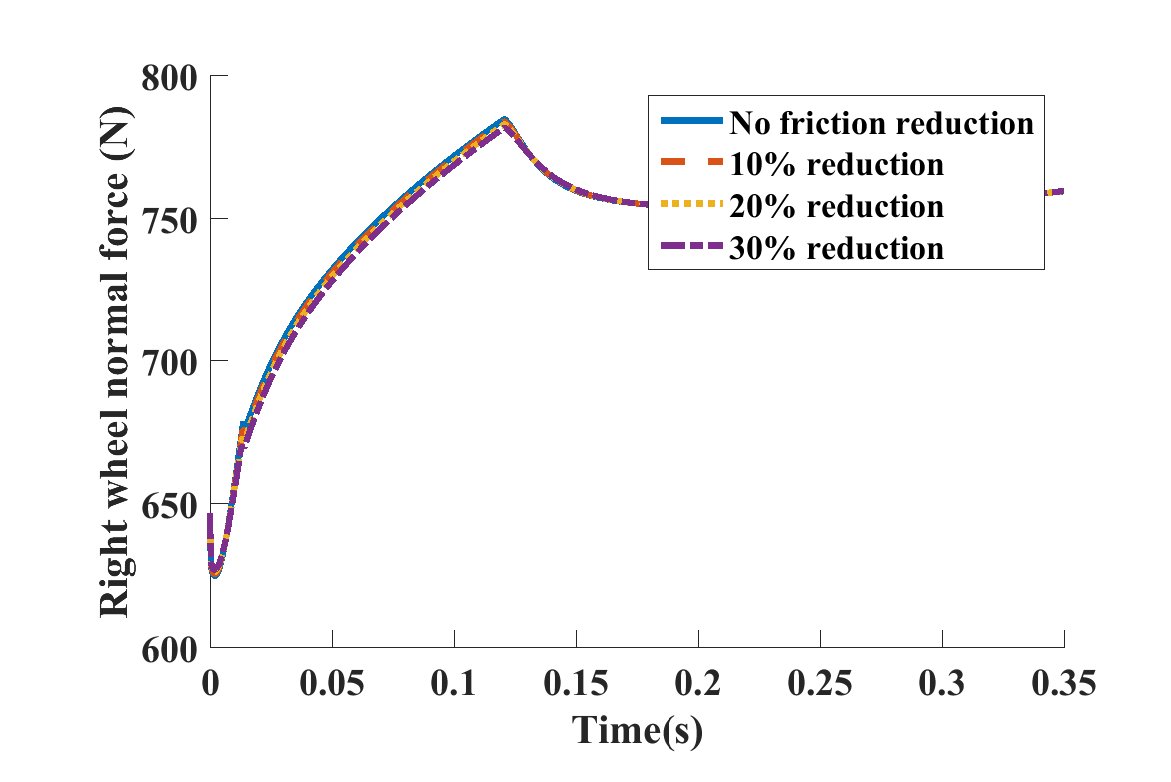 Right wheel normal force (N)
800
750
700
650
600
No friction reduction
10% reduction
20% reduction
30% reduction
0 0.05 0.1 0.15 0.2 0.25 0.3 0.35
Time(s)